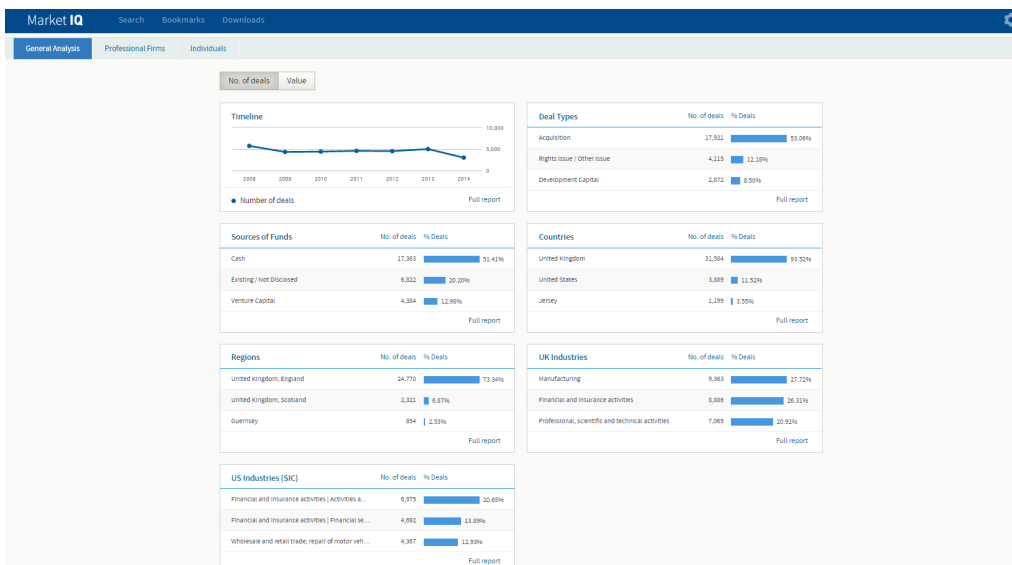 Market IQ Search Bookmarks Downloads
General Analysis Professional Firms Individuals
No. of deals Value
Timeline
10,000
5,000
0
2008 2009 2010 2011 2012 2013 2014
Number of deals Full report
Deal Types No. of deals % Deals
Acquisition 17,921 53.06%
Rights Issue / Other Issue 4,115 12.18%
Development Capital 2,872 8.50%
Full report
Sources of Funds No. of deals % Deals
Cash 17,363 51.41%
Existing / Not Disclosed 6,822 20.20%
Venture Capital 4,384 12.98%
Full report
Countries No. of deals % Deals
United Kingdom 31,584 93.52%
United States 3,889 11.52%
Jersey 1,199 3.55%
Full report
Regions No. of deals % Deals
United Kingdom, England 24,770 73.34%
United Kingdom, Scotland 2,321 6.87%
Guernsey 854 2.53%
Full report
UK Industries No. of deals % Deals
Manufacturing 9,363 27.72%
Financial and insurance activities 8,886 26.31%
Professional, scientific and technical activities 7,065 20.92%
Full report
US Industries (SIC) No. of deals % Deals
Financial and insurance activities | Activities a... 6,975 20.65%
Financial and insurance activities | Financial se... 4,692 13.89%
Wholesale and retail trade; repair of motor veh... 4,367 12.93%
Full report